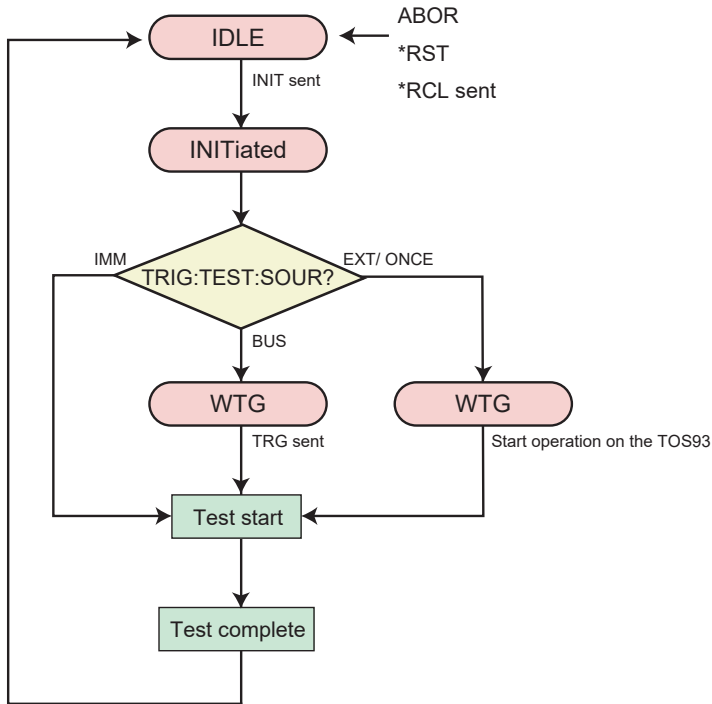 ABOR
IDLE
*RST
*RCL sent
INIT sent
INITiated
IMM
EXT/ ONCE
TRIG:TEST:SOUR?
BUS
WTG
WTG
TRG sent
Start operation on the TOS93
Test start
Test complete